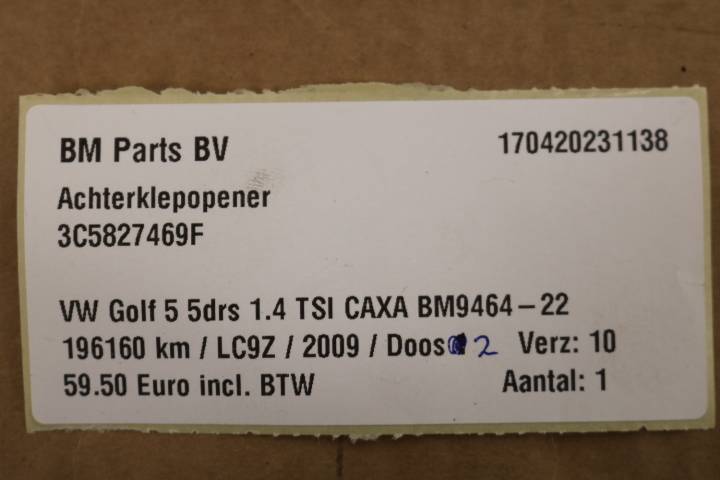 BM Parts BV 170420231138
Achterklepopener
3C5827469F
VW Golf 5 5drs 1.4 TSI CAXA BM9464-22
196160 km / LC9Z / 2009 / Doos 2 Verz: 10
59.50 Euro incl. BTW Aantal: 1